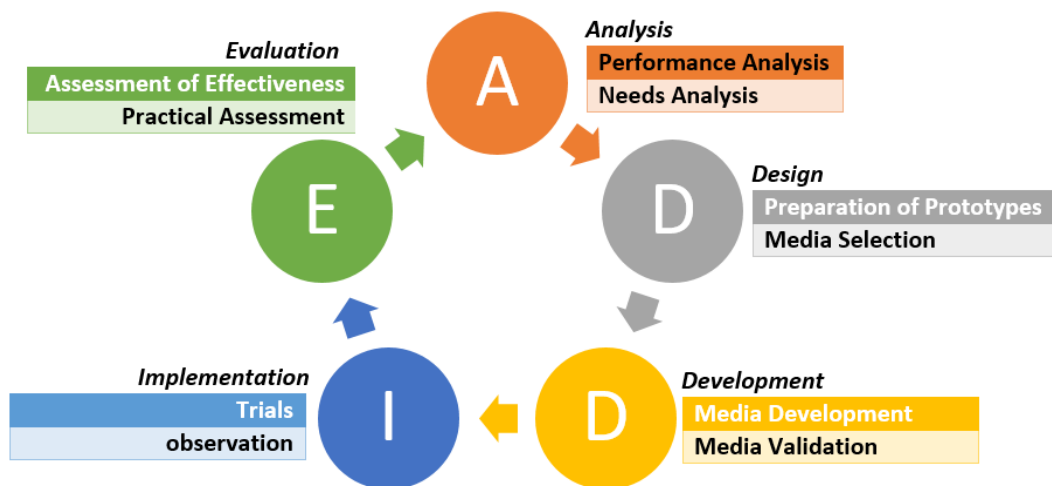 A
Analysis
Performance Analysis
Needs Analysis
D
Design
Preparation of Prototypes
Media Selection
D
Development
Media Development
Media Validation
I
Implementation
Trials
observation
E
Evaluation
Assessment of Effectiveness
Practical Assessment